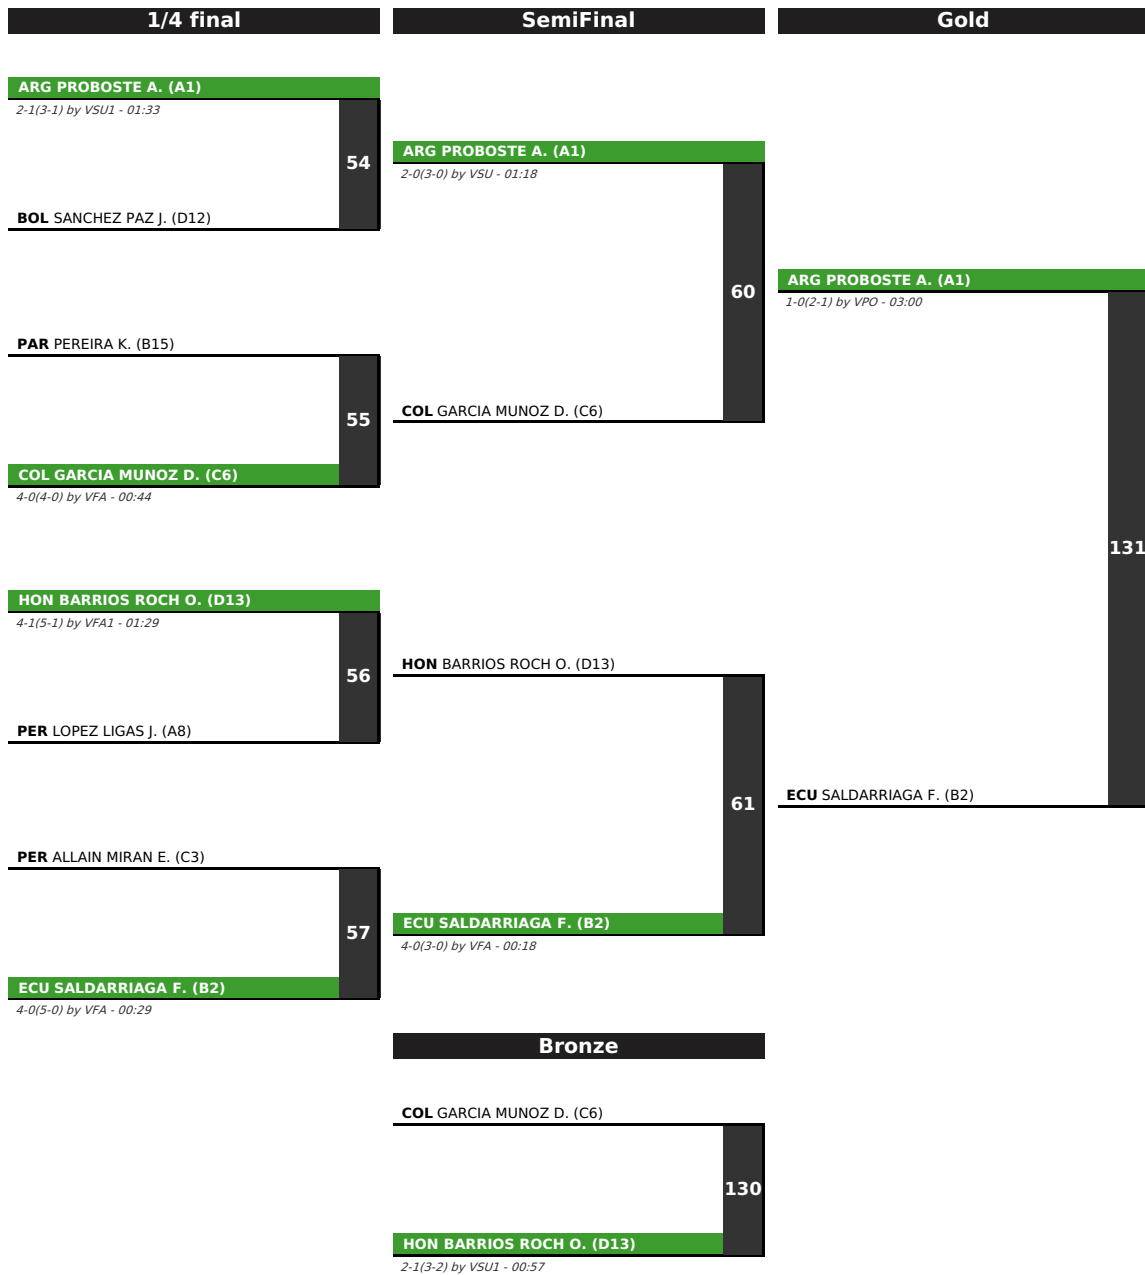 1/4 final
SemiFinal
Gold
ARG PROBOSTE A. (A1)
2-1(3-1) by VSU1 - 01:33
54
BOL SANCHEZ PAZ J. (D12)
PAR PEREIRA K. (B15)
55
COL GARCIA MUNOZ D. (C6)
4-0(4-0) by VFA - 00:44
HON BARRIOS ROCH O. (D13)
4-1(5-1) by VFA1 - 01:29
56
PER LOPEZ LIGAS J. (A8)
PER ALLAIN MIRAN E. (C3)
57
ECU SALDARRIAGA F. (B2)
4-0(5-0) by VFA - 00:29
ARG PROBOSTE A. (A1)
2-0(3-0) by VSU - 01:18
60
COL GARCIA MUNOZ D. (C6)
HON BARRIOS ROCH O. (D13)
61
ECU SALDARRIAGA F. (B2)
4-0(3-0) by VFA - 00:18
ARG PROBOSTE A. (A1)
1-0(2-1) by VPO - 03:00
131
ECU SALDARRIAGA F. (B2)
Bronze
COL GARCIA MUNOZ D. (C6)
130
HON BARRIOS ROCH O. (D13)
2-1(3-2) by VSU1 - 00:57